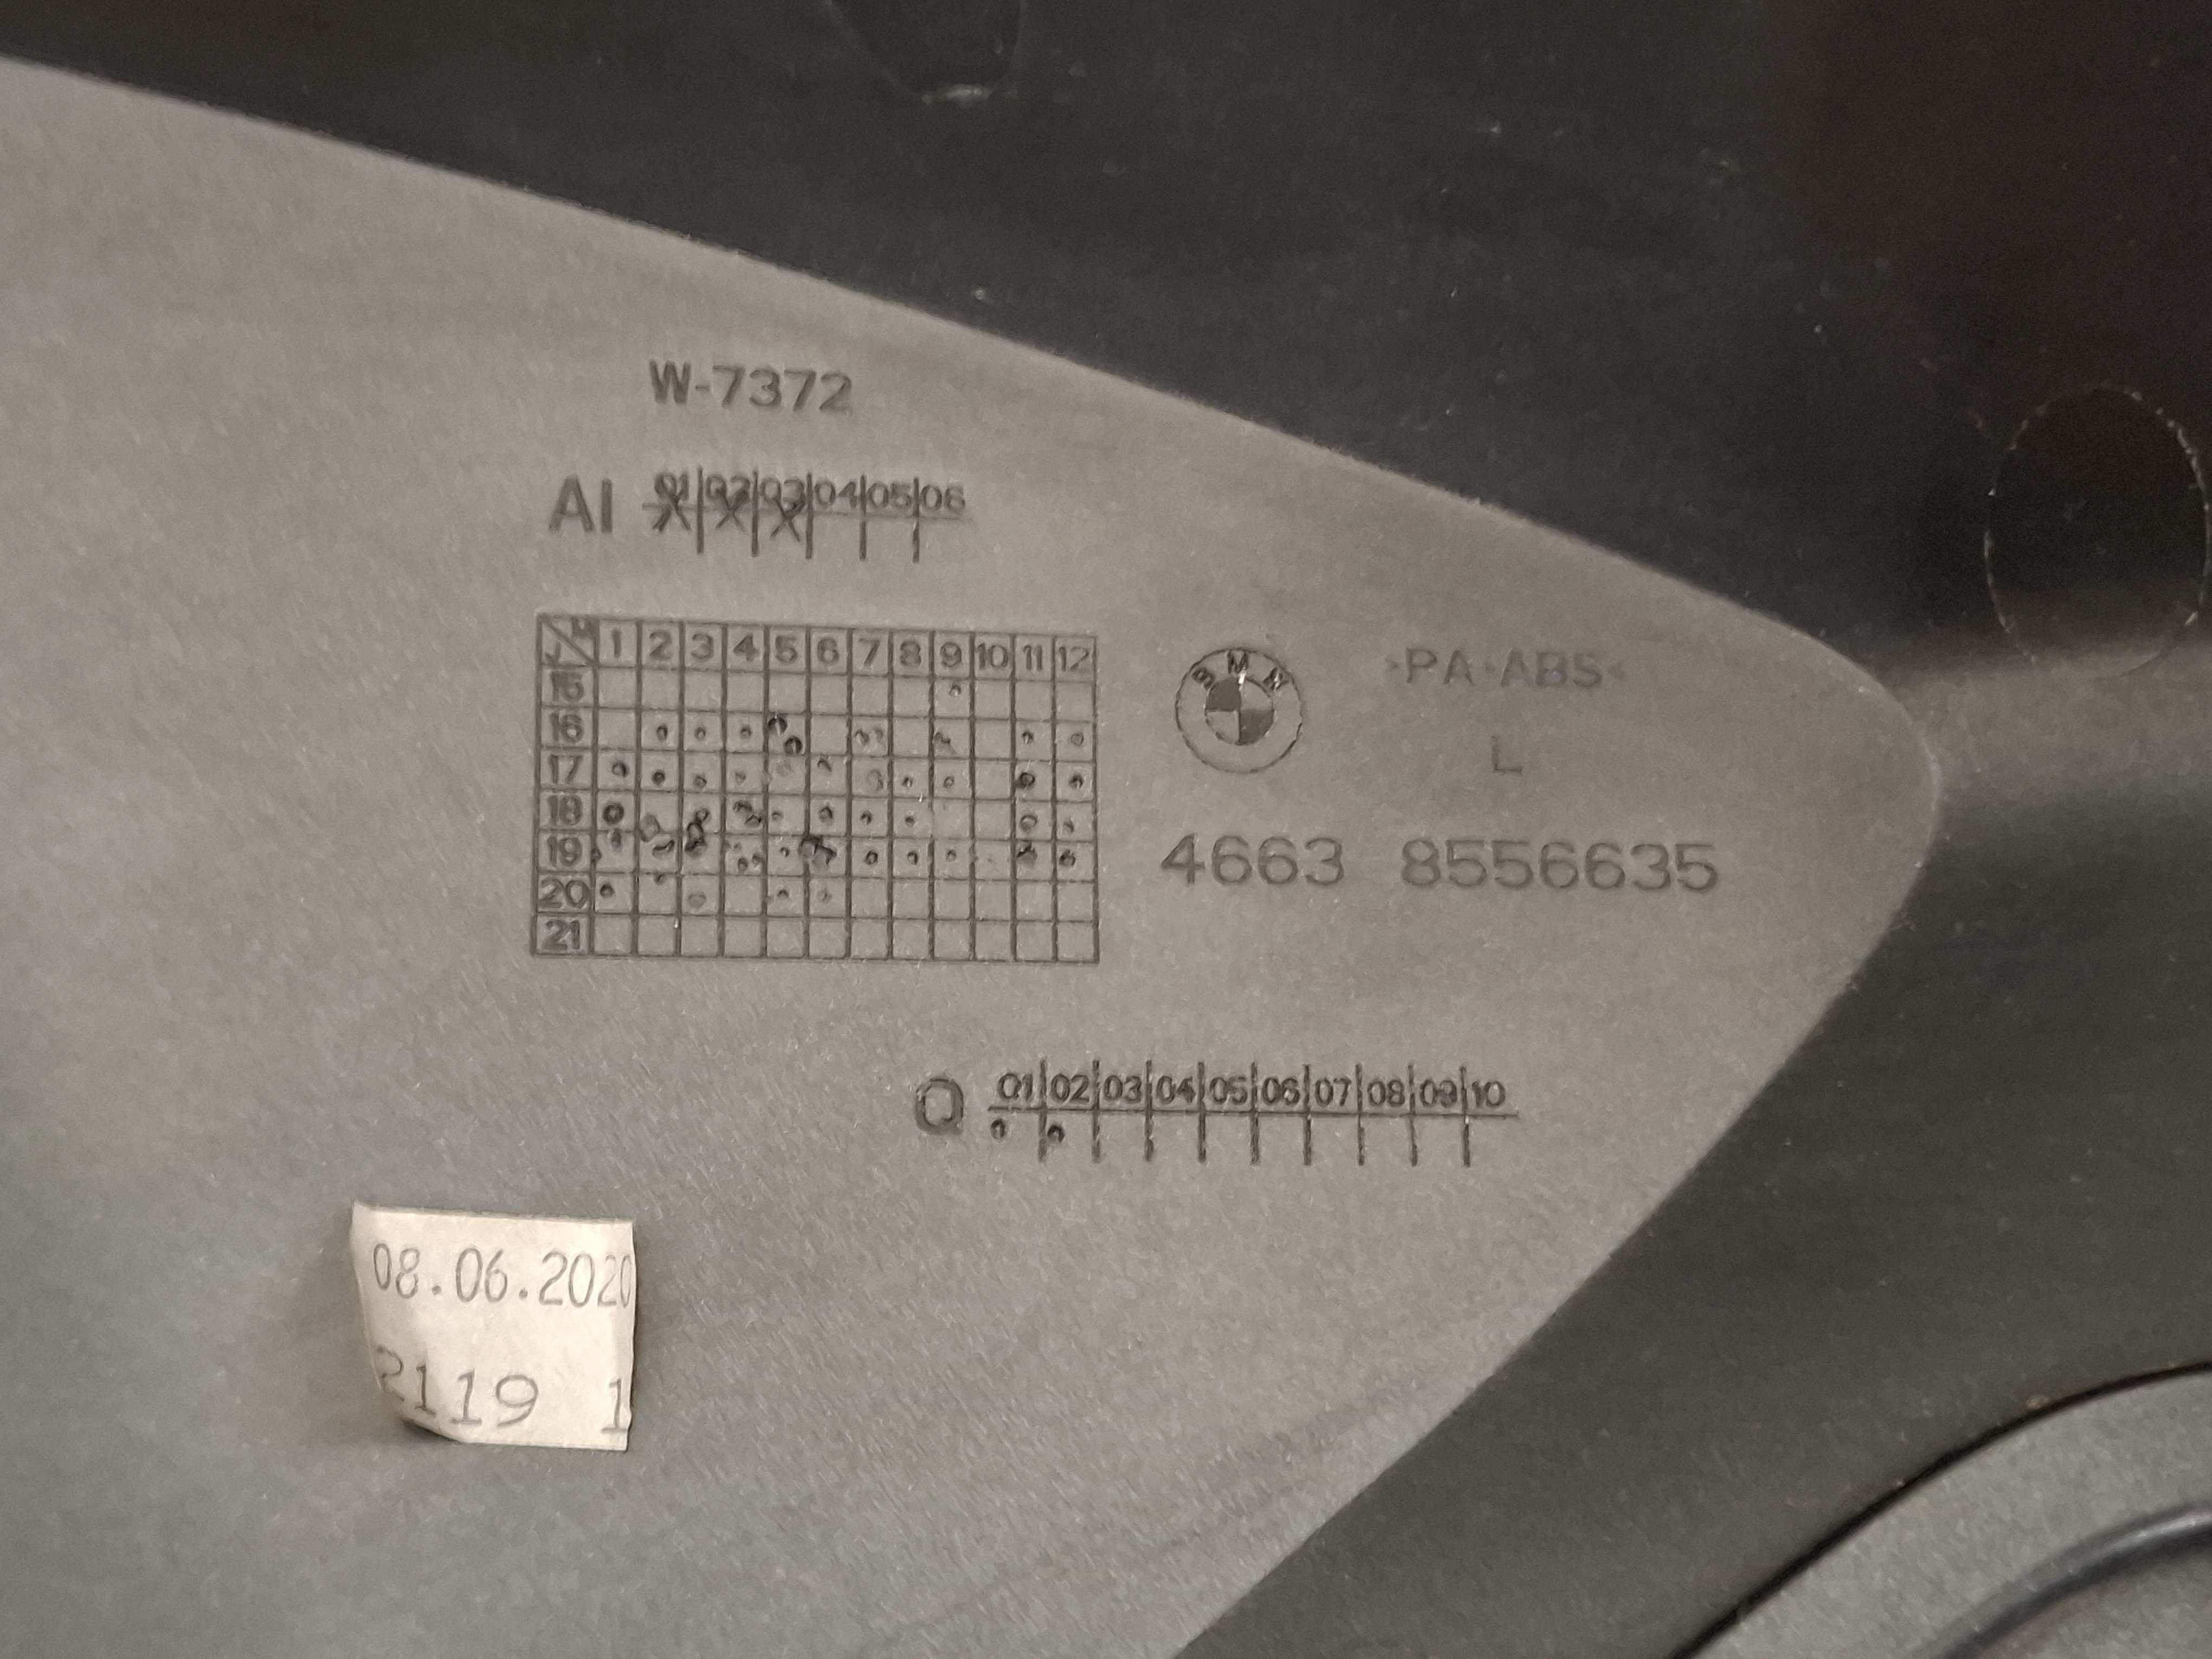 W-7372
AI 01 02 03 04 05 06
J M 1 2 3 4 5 6 7 8 9 10 11 12
15
16
17
18
19
20
21
BMW
>PA+ABS<
L
4663 8556635
Q 01 02 03 04 05 06 07 08 09 10
08.06.2020
2119 1